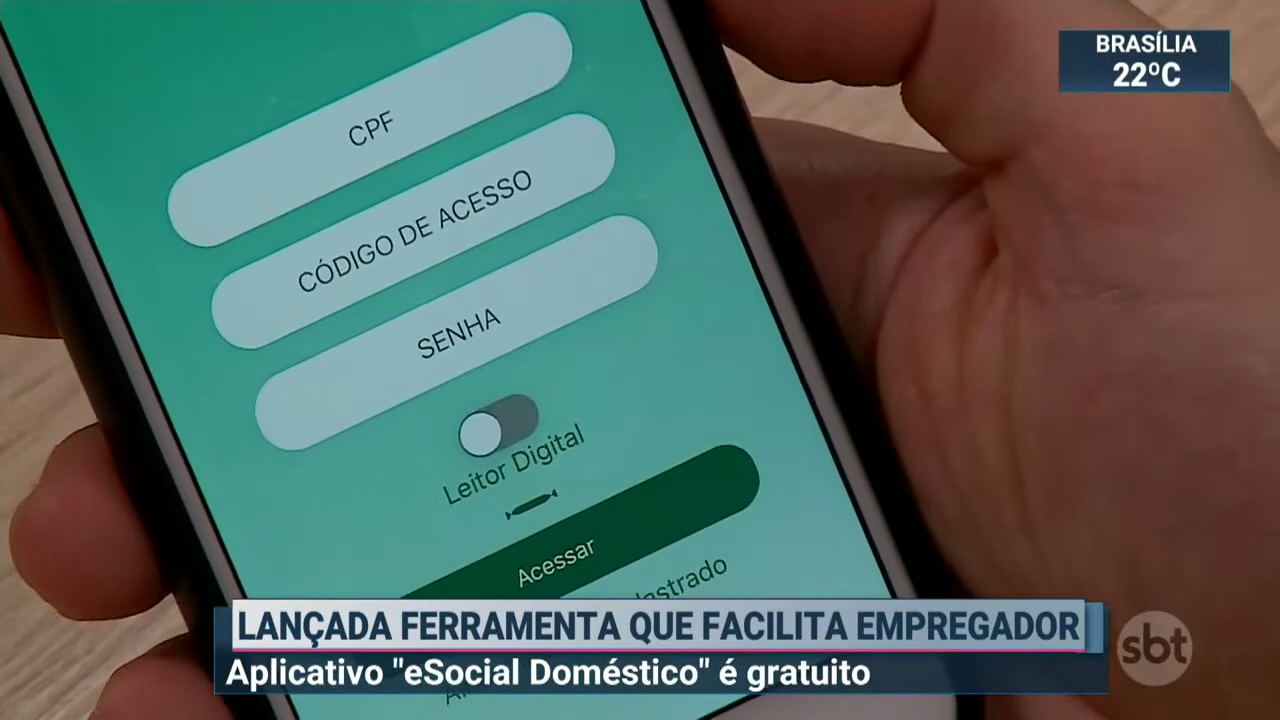 BRASÍLIA
22ºC
CPF
CÓDIGO DE ACESSO
SENHA
Leitor Digital
Acessar
LANÇADA FERRAMENTA QUE FACILITA EMPREGADOR
Aplicativo "eSocial Doméstico" é gratuito
sbt